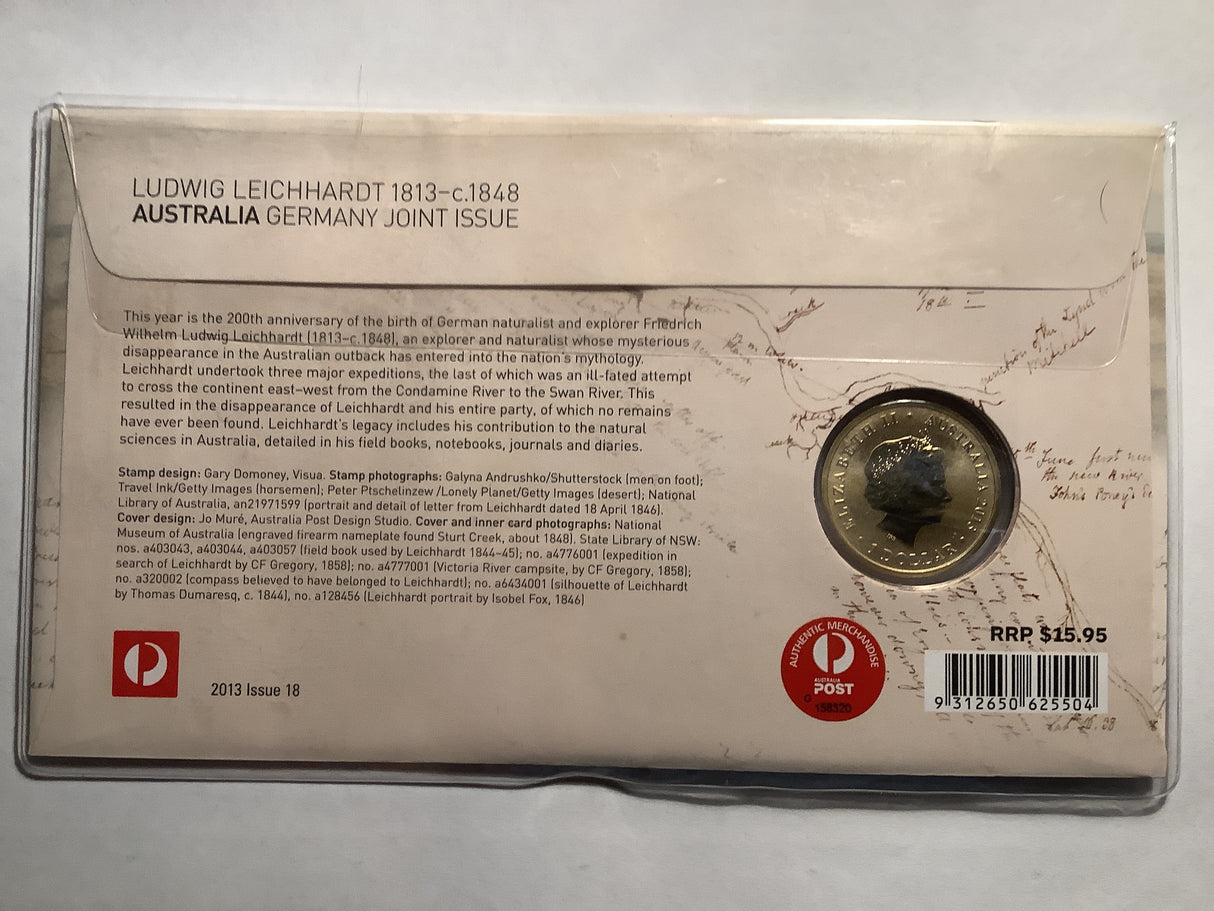 LUDWIG LEICHHARDT 1813–c.1848
AUSTRALIA GERMANY JOINT ISSUE
This year is the 200th anniversary of the birth of German naturalist and explorer Friedrich
Wilhelm Ludwig Leichhardt (1813–c.1848), an explorer and naturalist whose mysterious
disappearance in the Australian outback has entered into the nation's mythology.
Leichhardt undertook three major expeditions, the last of which was an ill-fated attempt
to cross the continent east–west from the Condamine River to the Swan River. This
resulted in the disappearance of Leichhardt and his entire party, of which no remains
have ever been found. Leichhardt's legacy includes his contribution to the natural
sciences in Australia, detailed in his field books, notebooks, journals and diaries.
Stamp design: Gary Domoney, Visua. Stamp photographs: Galyna Andrushko/Shutterstock (men on foot);
Travel Ink/Getty Images (horsemen); Peter Ptschelinzew /Lonely Planet/Getty Images (desert); National
Library of Australia, an21971599 (portrait and detail of letter from Leichhardt dated 18 April 1846).
Cover design: Jo Muré, Australia Post Design Studio. Cover and inner card photographs: National
Museum of Australia (engraved firearm nameplate found Sturt Creek, about 1848). State Library of NSW:
nos. a403043, a403044, a403057 (field book used by Leichhardt 1844–45); no. a4776001 (expedition in
search of Leichhardt by CF Gregory, 1858); no. a4777001 (Victoria River campsite, by CF Gregory, 1858);
no. a320002 (compass believed to have belonged to Leichhardt); no. a6434001 (silhouette of Leichhardt
by Thomas Dumaresq, c. 1844), no. a128456 (Leichhardt portrait by Isobel Fox, 1846)
2013 Issue 18
junction of the Lynd
Mitchell
June first
the new River
ELIZABETH II AUSTRALIA 2013
1 DOLLAR
AUTHENTIC MERCHANDISE
AUSTRALIA
POST
G
158320
RRP $15.95
9 312650 625504